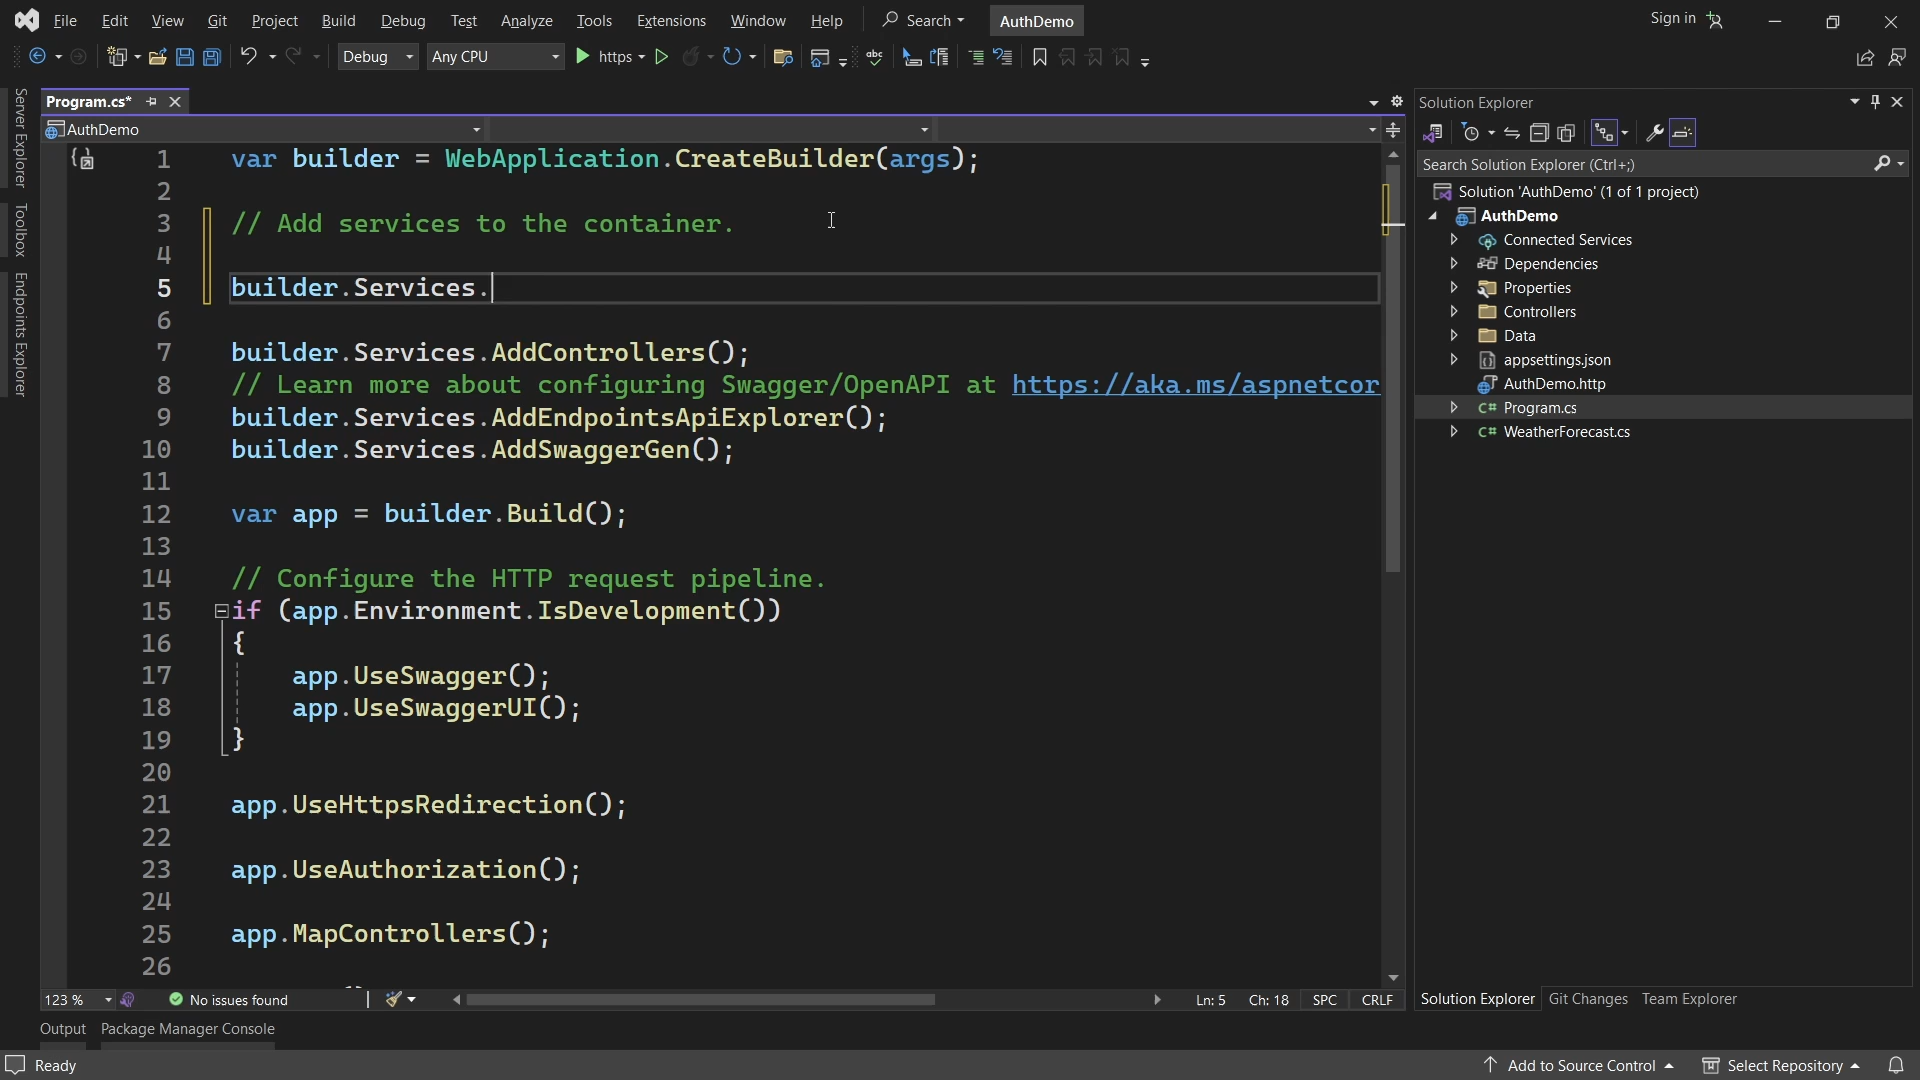 File Edit View Git Project Build Debug Test Analyze Tools Extensions Window Help Search AuthDemo Sign in
Debug Any CPU https
Program.cs*
AuthDemo
Server Explorer
Toolbox
Endpoints Explorer
1 var builder = WebApplication.CreateBuilder(args);
2
3 // Add services to the container.
4
5 builder.Services.
6
7 builder.Services.AddControllers();
8 // Learn more about configuring Swagger/OpenAPI at https://aka.ms/aspnetcor
9 builder.Services.AddEndpointsApiExplorer();
10 builder.Services.AddSwaggerGen();
11
12 var app = builder.Build();
13
14 // Configure the HTTP request pipeline.
15 if (app.Environment.IsDevelopment())
16 {
17 app.UseSwagger();
18 app.UseSwaggerUI();
19 }
20
21 app.UseHttpsRedirection();
22
23 app.UseAuthorization();
24
25 app.MapControllers();
26
123 % No issues found Ln: 5 Ch: 18 SPC CRLF
Solution Explorer
Search Solution Explorer (Ctrl+;)
Solution 'AuthDemo' (1 of 1 project)
AuthDemo
Connected Services
Dependencies
Properties
Controllers
Data
appsettings.json
AuthDemo.http
C# Program.cs
C# WeatherForecast.cs
Solution Explorer Git Changes Team Explorer
Output Package Manager Console
Ready Add to Source Control Select Repository